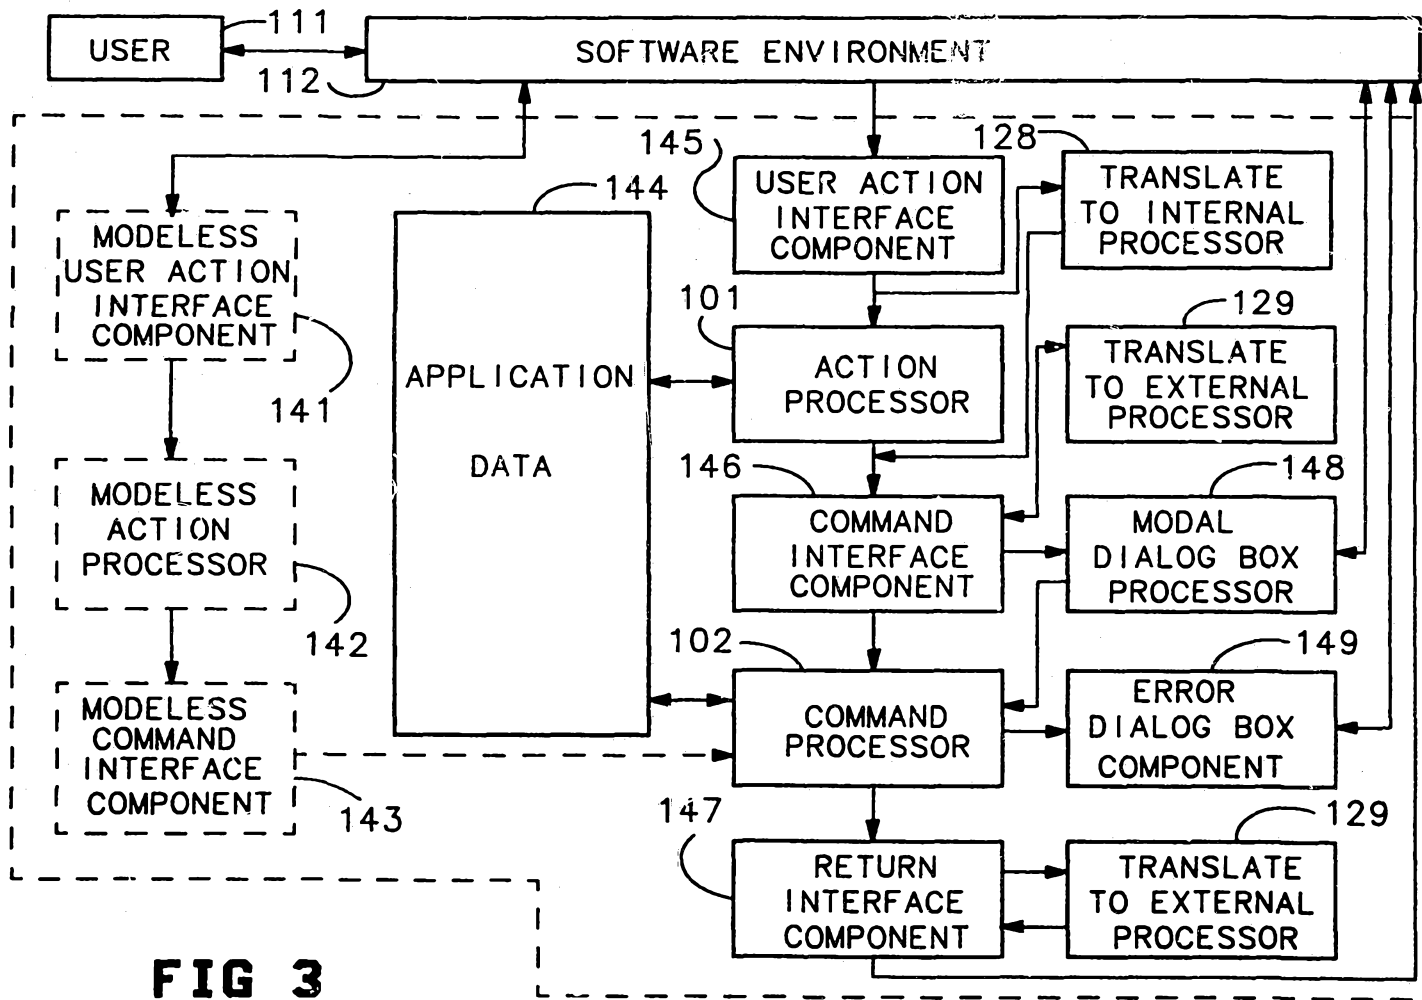 111
USER
SOFTWARE ENVIRONMENT
112
145
128
USER ACTION
INTERFACE
COMPONENT
TRANSLATE
TO INTERNAL
PROCESSOR
144
MODELESS
USER ACTION
INTERFACE
COMPONENT
141
101
129
APPLICATION
DATA
ACTION
PROCESSOR
TRANSLATE
TO EXTERNAL
PROCESSOR
146
148
MODELESS
ACTION
PROCESSOR
142
COMMAND
INTERFACE
COMPONENT
MODAL
DIALOG BOX
PROCESSOR
102
149
MODELESS
COMMAND
INTERFACE
COMPONENT
143
COMMAND
PROCESSOR
ERROR
DIALOG BOX
COMPONENT
147
129
RETURN
INTERFACE
COMPONENT
TRANSLATE
TO EXTERNAL
PROCESSOR
FIG 3